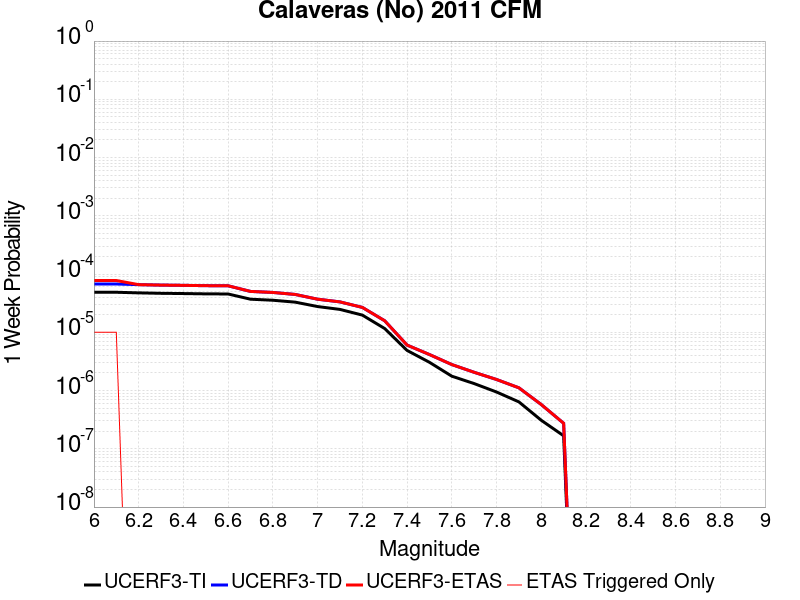 Calaveras (No) 2011 CFM
10 0
10 -1
10 -2
10 -3
10 -4
10 -5
10 -6
10 -7
10 -8
1 Week Probability
6 6.2 6.4 6.6 6.8 7 7.2 7.4 7.6 7.8 8 8.2 8.4 8.6 8.8 9
Magnitude
UCERF3-TI UCERF3-TD UCERF3-ETAS ETAS Triggered Only